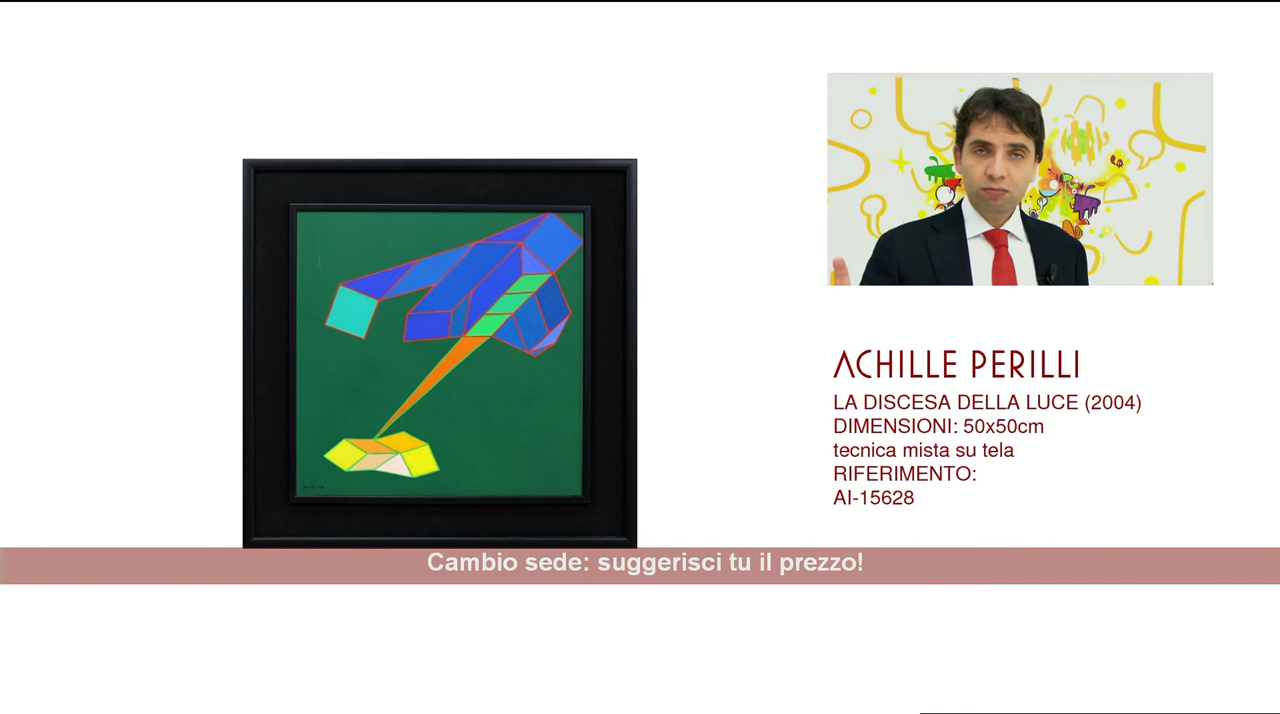 ACHILLE PERILLI
LA DISCESA DELLA LUCE (2004)
DIMENSIONI: 50x50cm
tecnica mista su tela
RIFERIMENTO:
AI-15628
Cambio sede: suggerisci tu il prezzo!